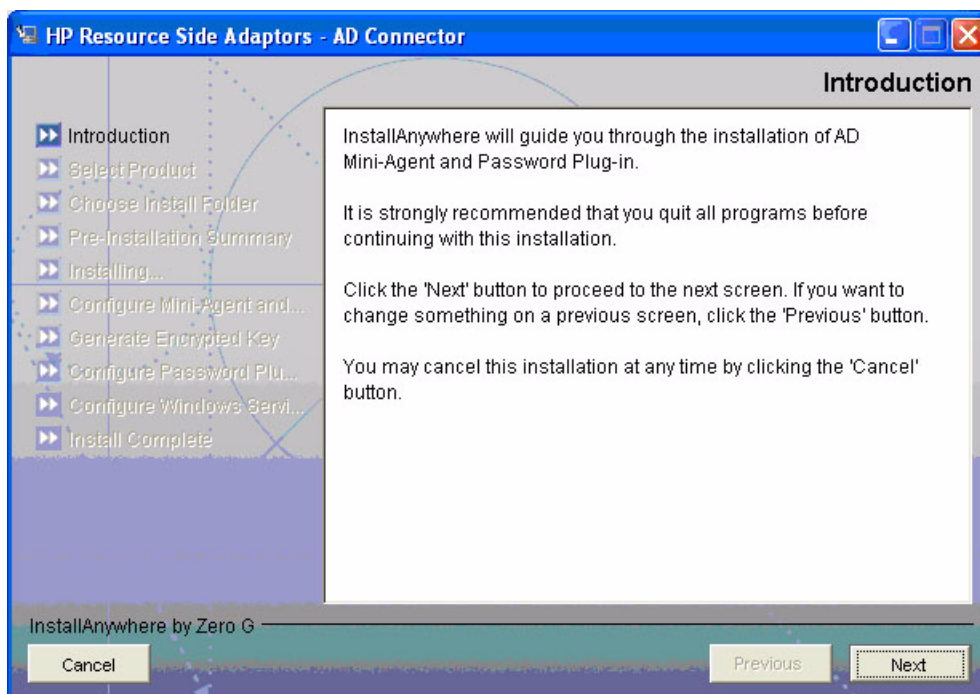 HP Resource Side Adaptors - AD Connector
Introduction
Introduction
Select Product
Choose Install Folder
Pre-Installation Summary
Installing...
Configure Mini-Agent and...
Generate Encrypted Key
Configure Password Plu...
Configure Windows Servi...
Install Complete
InstallAnywhere will guide you through the installation of AD
Mini-Agent and Password Plug-in.
It is strongly recommended that you quit all programs before
continuing with this installation.
Click the 'Next' button to proceed to the next screen. If you want to
change something on a previous screen, click the 'Previous' button.
You may cancel this installation at any time by clicking the 'Cancel'
button.
InstallAnywhere by Zero G
Cancel
Previous
Next